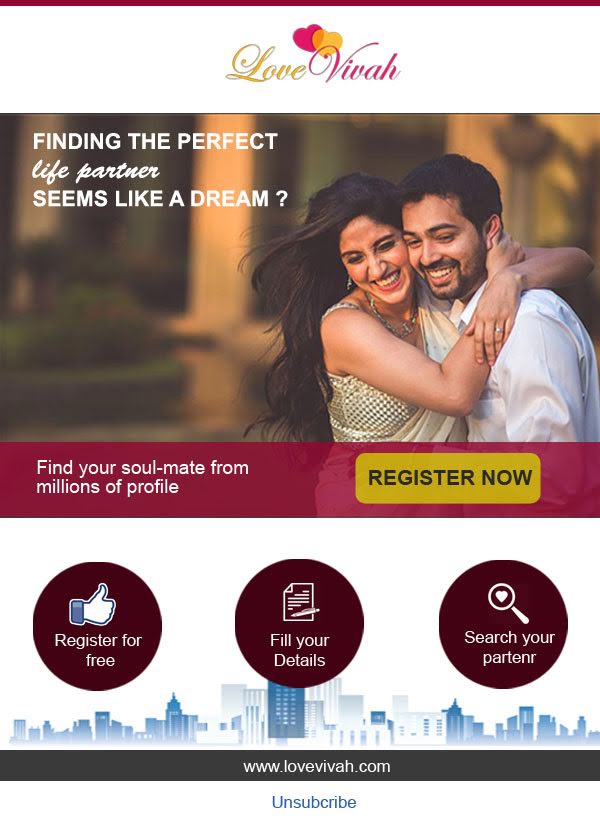 Love Vivah
FINDING THE PERFECT
life partner
SEEMS LIKE A DREAM ?
Find your soul-mate from
millions of profile
REGISTER NOW
Register for
free
Fill your
Details
Search your
partenr
www.lovevivah.com
Unsubcribe